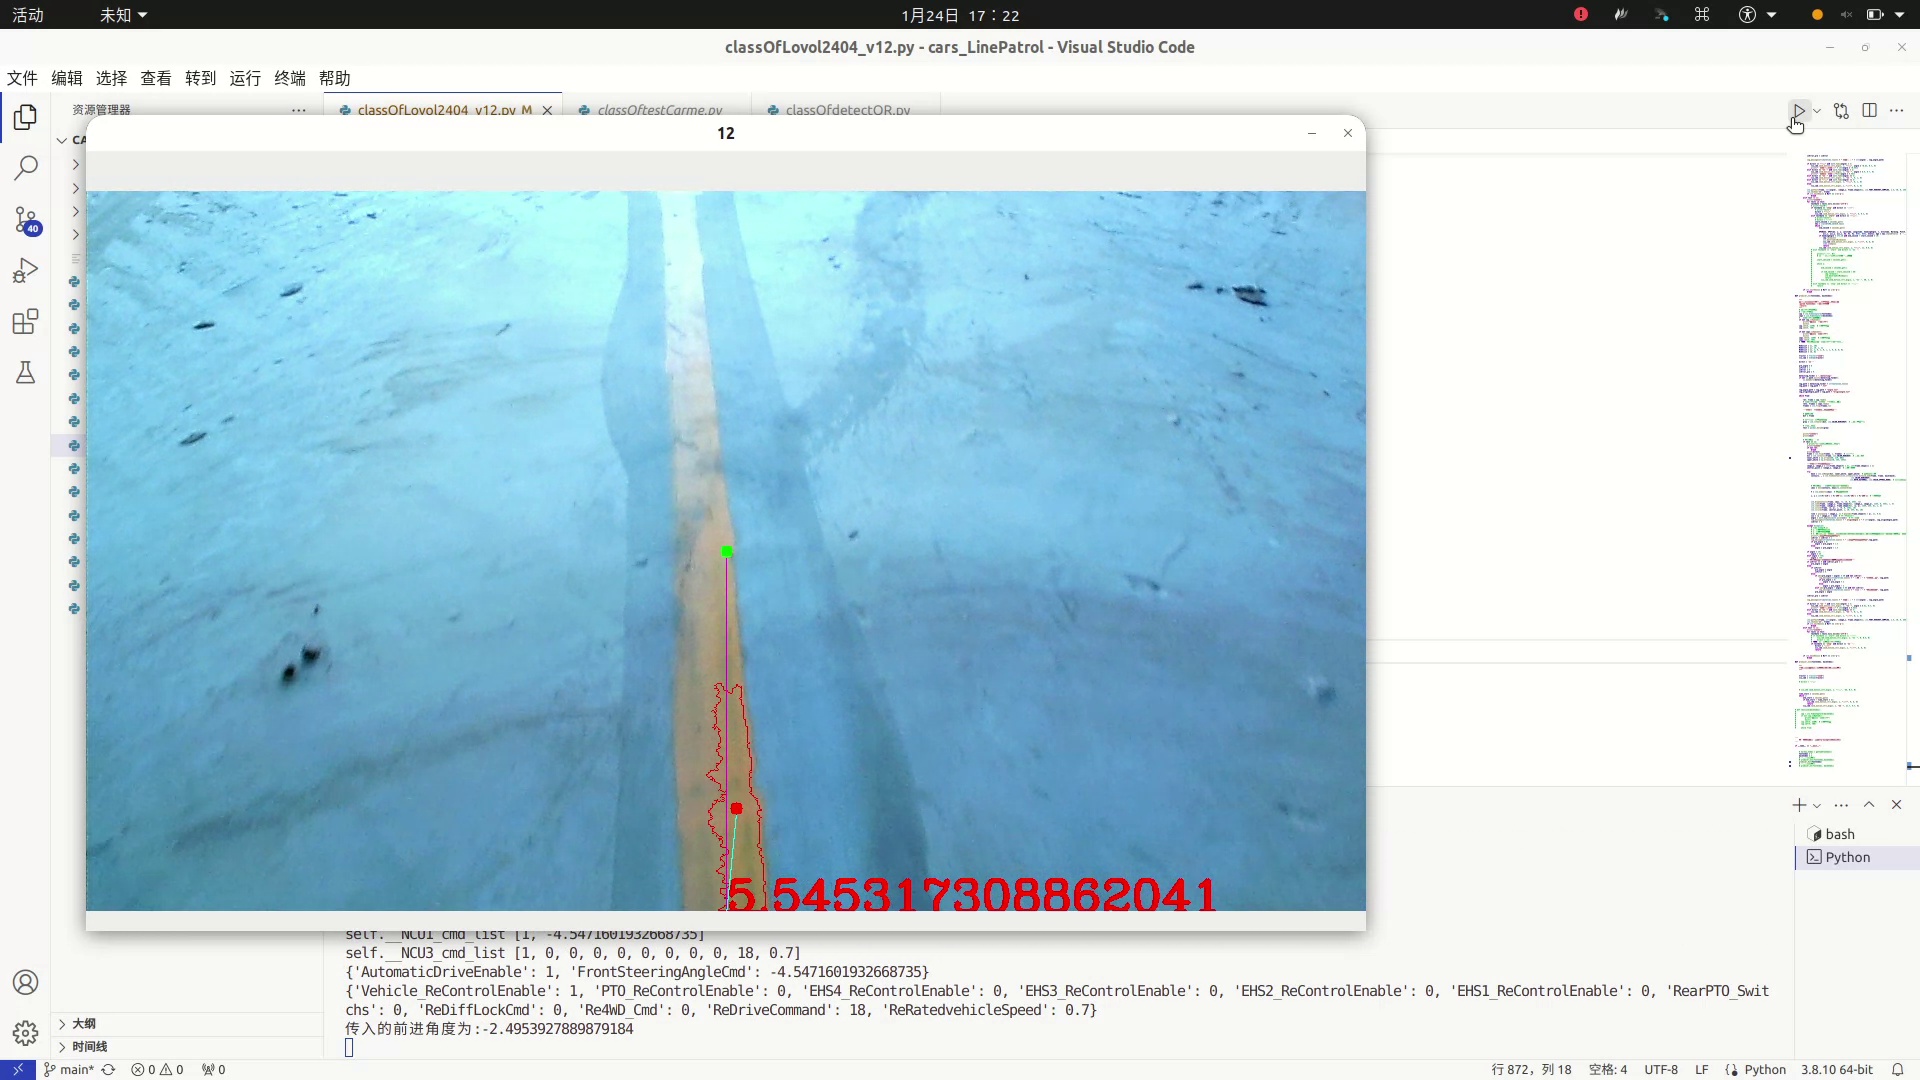 活动
未知
1月24日 17：22
classOfLovol2404_v12.py - cars_LinePatrol - Visual Studio Code
文件 编辑 选择 查看 转到 运行 终端 帮助
资源管理器
classOfLovol2404_v12.py M
classOftestCarme.py
classOfdetectQR.py
CA
12
40
5.545317308862041
bash
Python
self.__NCU1_cmd_list [1, -4.5471601932668735]
self.__NCU3_cmd_list [1, 0, 0, 0, 0, 0, 0, 0, 0, 18, 0.7]
{'AutomaticDriveEnable': 1, 'FrontSteeringAngleCmd': -4.5471601932668735}
{'Vehicle_ReControlEnable': 1, 'PTO_ReControlEnable': 0, 'EHS4_ReControlEnable': 0, 'EHS3_ReControlEnable': 0, 'EHS2_ReControlEnable': 0, 'EHS1_ReControlEnable': 0, 'RearPTO_Swit
chs': 0, 'ReDiffLockCmd': 0, 'Re4WD_Cmd': 0, 'ReDriveCommand': 18, 'ReRatedvehicleSpeed': 0.7}
传入的前进角度为:-2.4953927889879184
大纲
时间线
main* 0 0 0
行 872，列 18 空格: 4 UTF-8 LF Python 3.8.10 64-bit